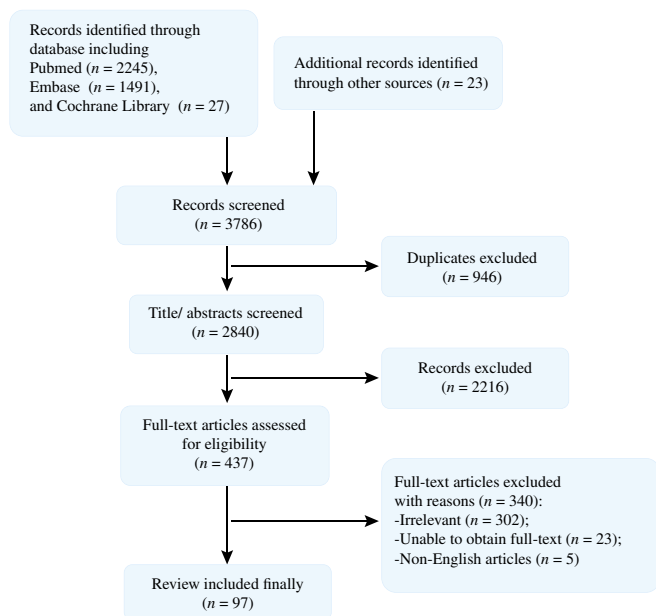 Records identified through
database including
Pubmed (n = 2245),
Embase (n = 1491),
and Cochrane Library (n = 27)
Additional records identified
through other sources (n = 23)
Records screened
(n = 3786)
Duplicates excluded
(n = 946)
Title/ abstracts screened
(n = 2840)
Records excluded
(n = 2216)
Full-text articles assessed
for eligibility
(n = 437)
Full-text articles excluded
with reasons (n = 340):
-Irrelevant (n = 302);
-Unable to obtain full-text (n = 23);
-Non-English articles (n = 5)
Review included finally
(n = 97)